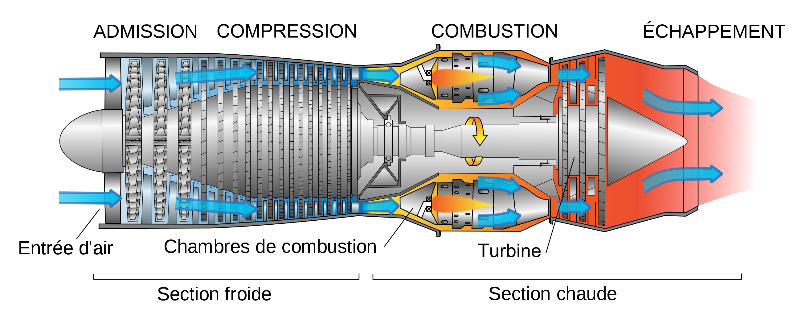 ADMISSION COMPRESSION COMBUSTION ÉCHAPPEMENT
Entrée d'air
Chambres de combustion
Turbine
Section froide
Section chaude